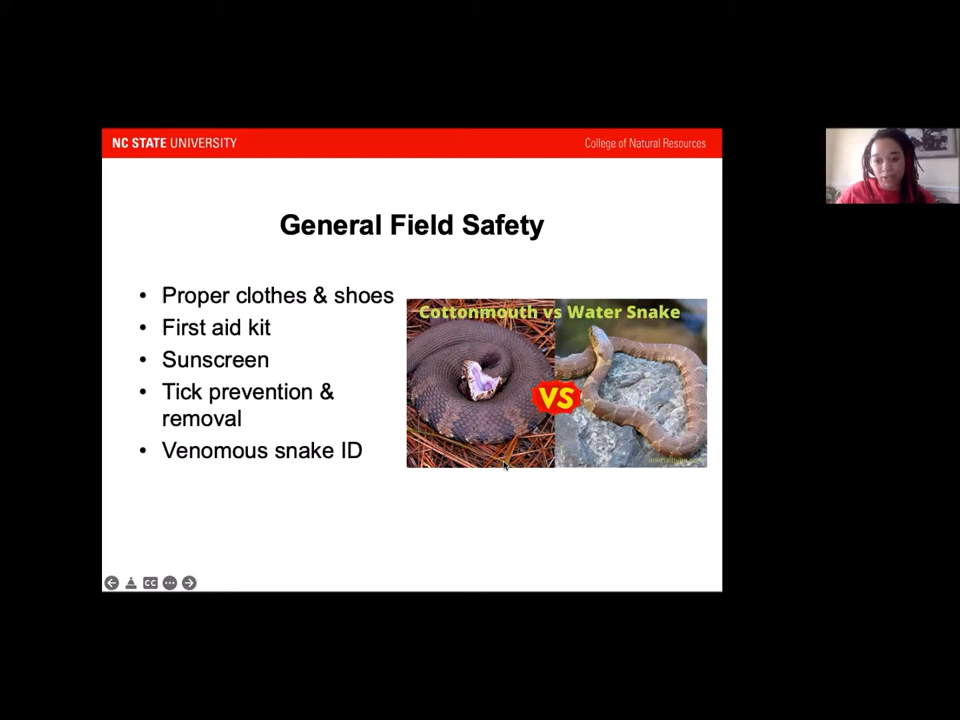 NC STATE UNIVERSITY
College of Natural Resources
General Field Safety
• Proper clothes & shoes
• First aid kit
• Sunscreen
• Tick prevention &
removal
• Venomous snake ID
Cottonmouth vs Water Snake
VS
CC